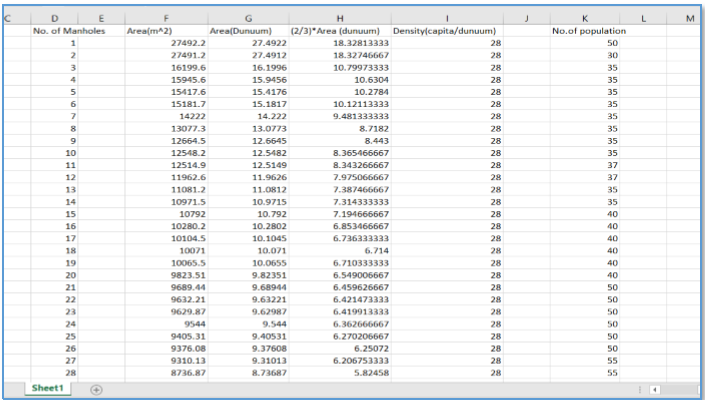 C D E F G H I J K L M
No. of Manholes Area(m^2) Area(Dunuum) (2/3)*Area (dunuum) Density(capita/dunuum) No.of population
1 27492.2 27.4922 18.32813333 28 50
2 27491.2 27.4912 18.32746667 28 30
3 16199.6 16.1996 10.79973333 28 35
4 15945.6 15.9456 10.6304 28 35
5 15417.6 15.4176 10.2784 28 35
6 15181.7 15.1817 10.12113333 28 35
7 14222 14.222 9.481333333 28 35
8 13077.3 13.0773 8.7182 28 35
9 12664.5 12.6645 8.443 28 35
10 12548.2 12.5482 8.365466667 28 35
11 12514.9 12.5149 8.343266667 28 37
12 11962.6 11.9626 7.975066667 28 37
13 11081.2 11.0812 7.387466667 28 35
14 10971.5 10.9715 7.314333333 28 35
15 10792 10.792 7.194666667 28 40
16 10280.2 10.2802 6.853466667 28 40
17 10104.5 10.1045 6.736333333 28 40
18 10071 10.071 6.714 28 40
19 10065.5 10.0655 6.710333333 28 40
20 9823.51 9.82351 6.549006667 28 40
21 9689.44 9.68944 6.459626667 28 50
22 9632.21 9.63221 6.421473333 28 50
23 9629.87 9.62987 6.419913333 28 50
24 9544 9.544 6.362666667 28 50
25 9405.31 9.40531 6.270206667 28 50
26 9376.08 9.37608 6.25072 28 50
27 9310.13 9.31013 6.206753333 28 55
28 8736.87 8.73687 5.82458 28 55
Sheet1